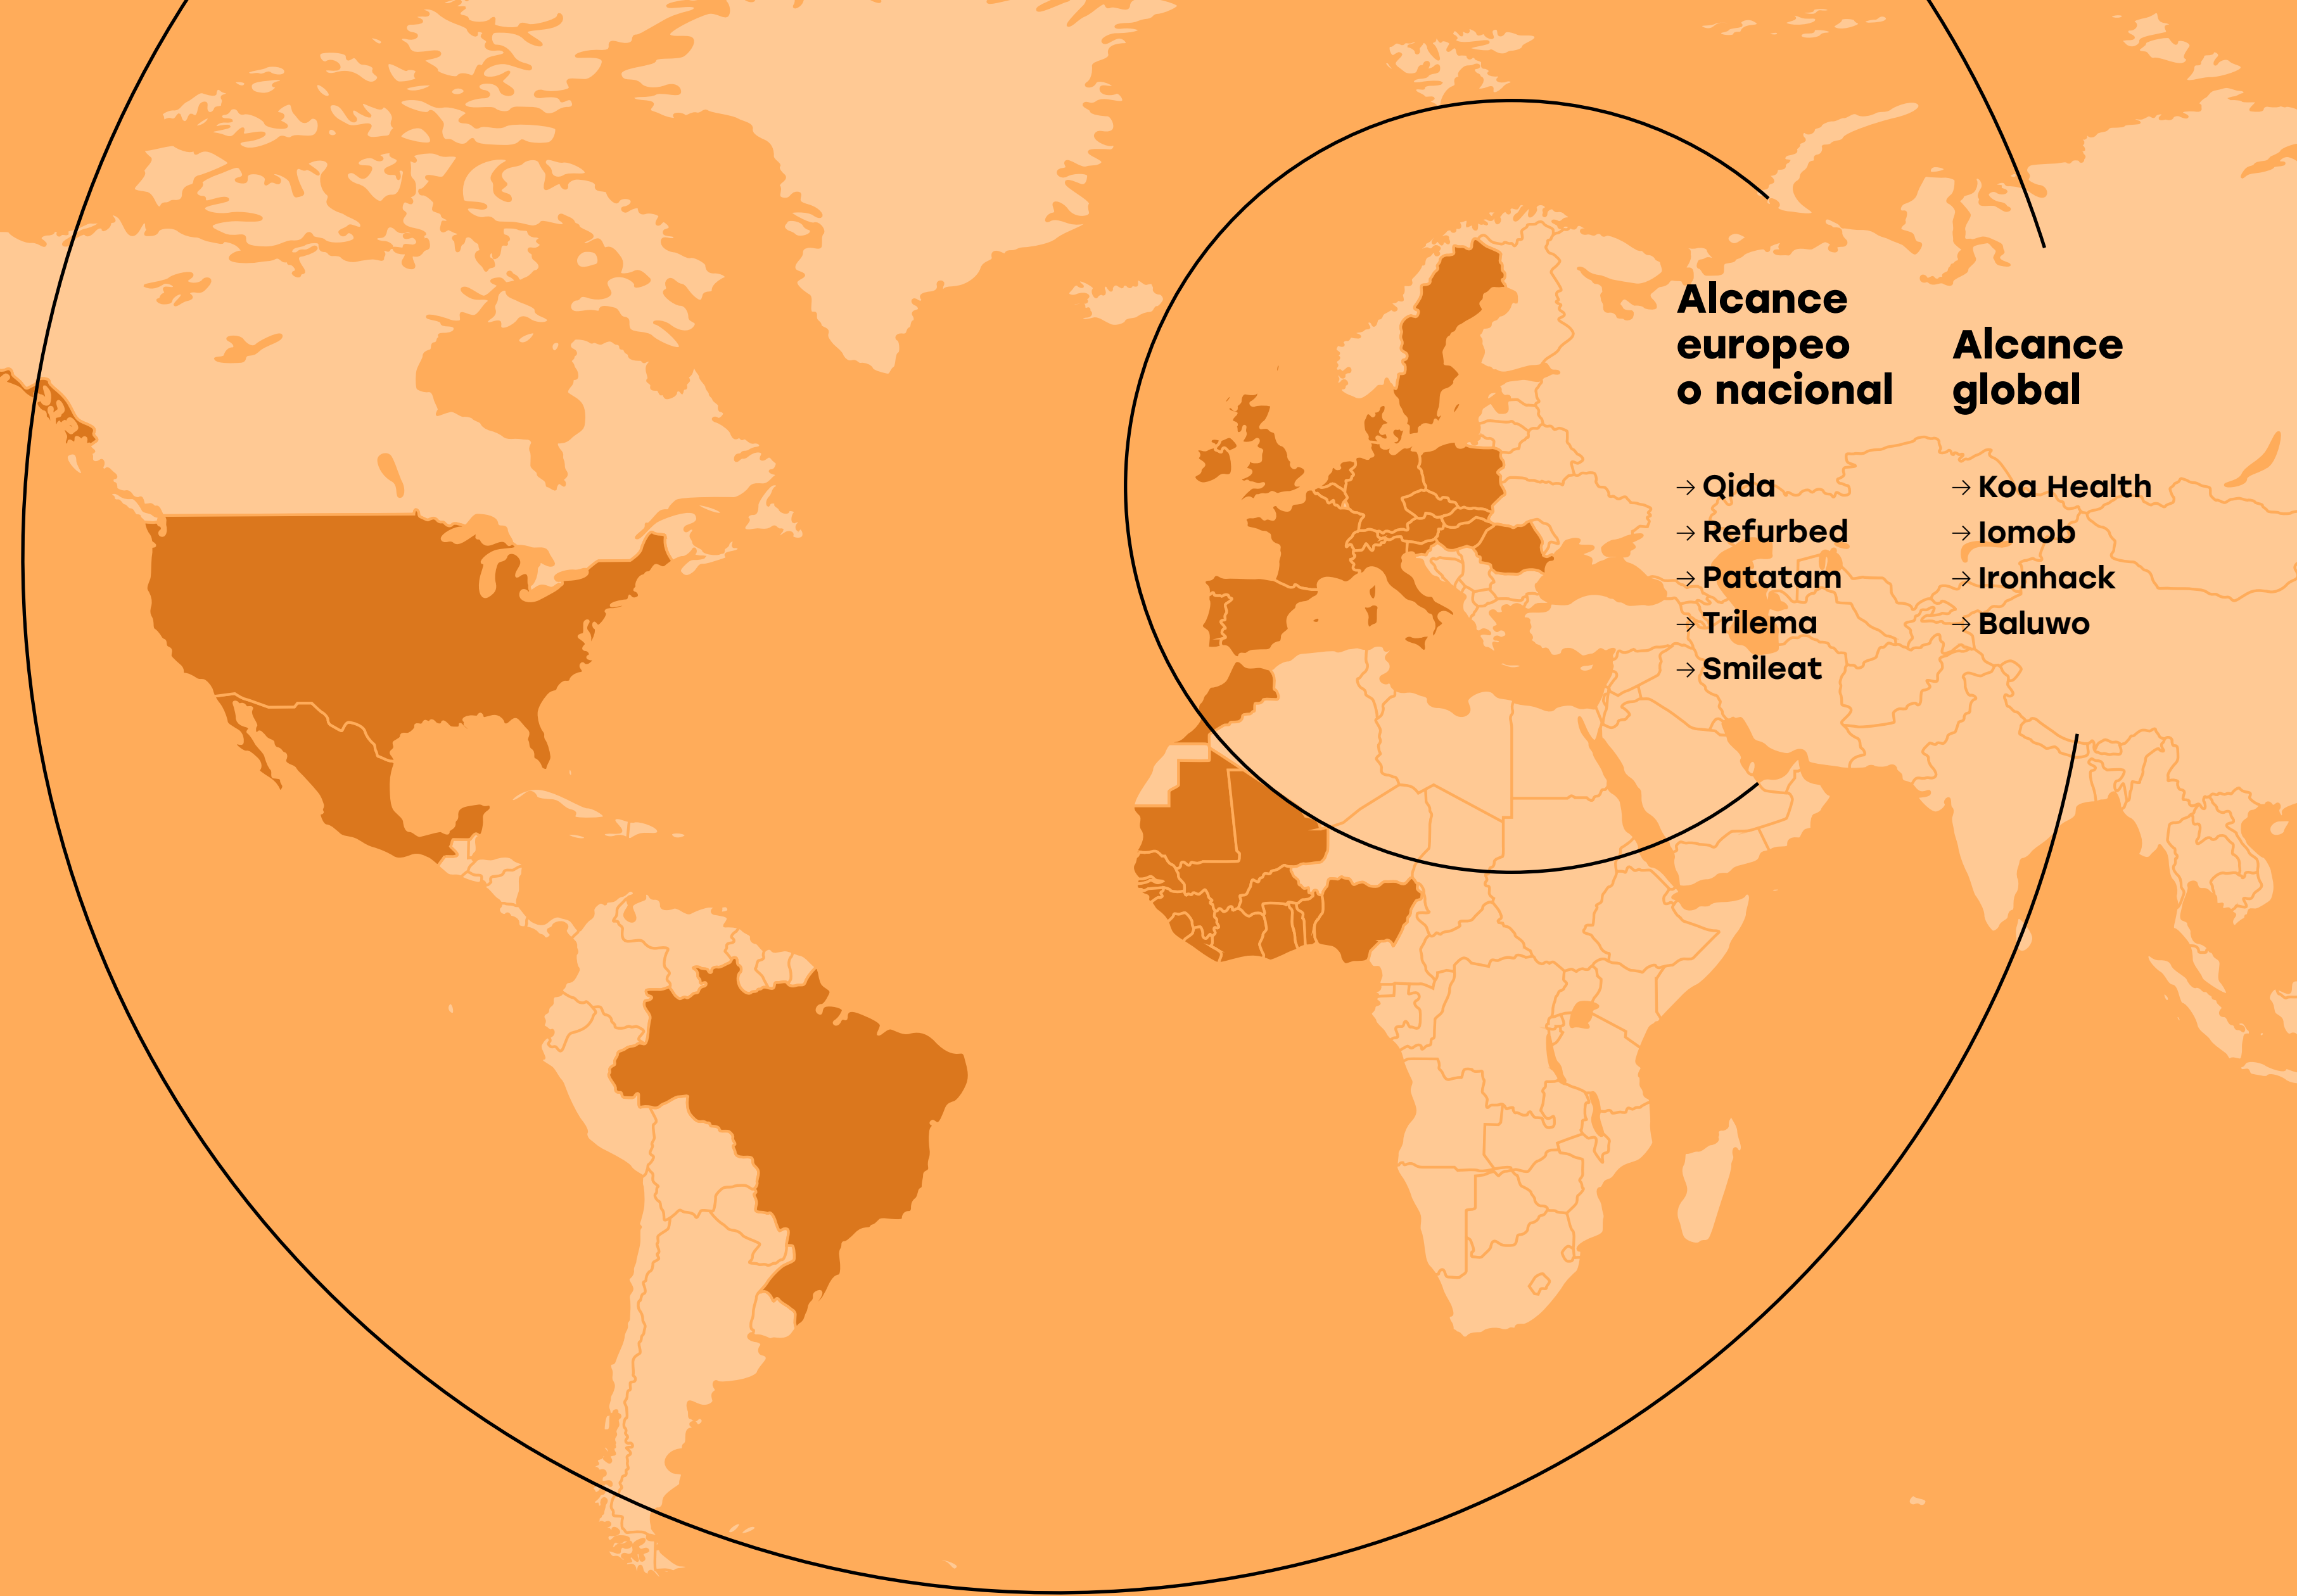 Alcance
europeo
o nacional
→ Qida
→ Refurbed
→ Patatam
→ Trilema
→ Smileat
Alcance
global
→ Koa Health
→ Iomob
→ Ironhack
→ Baluwo